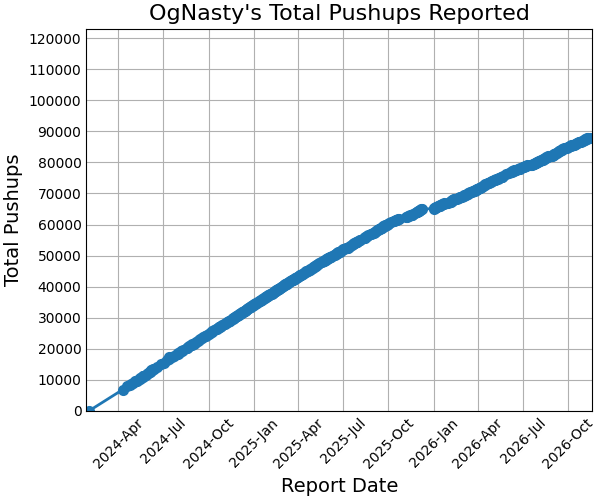 OgNasty's Total Pushups Reported
120000
110000
100000
90000
80000
70000
60000
50000
40000
30000
20000
10000
0
Total Pushups
2024-Apr
2024-Jul
2024-Oct
2025-Jan
2025-Apr
2025-Jul
2025-Oct
2026-Jan
2026-Apr
2026-Jul
2026-Oct
Report Date